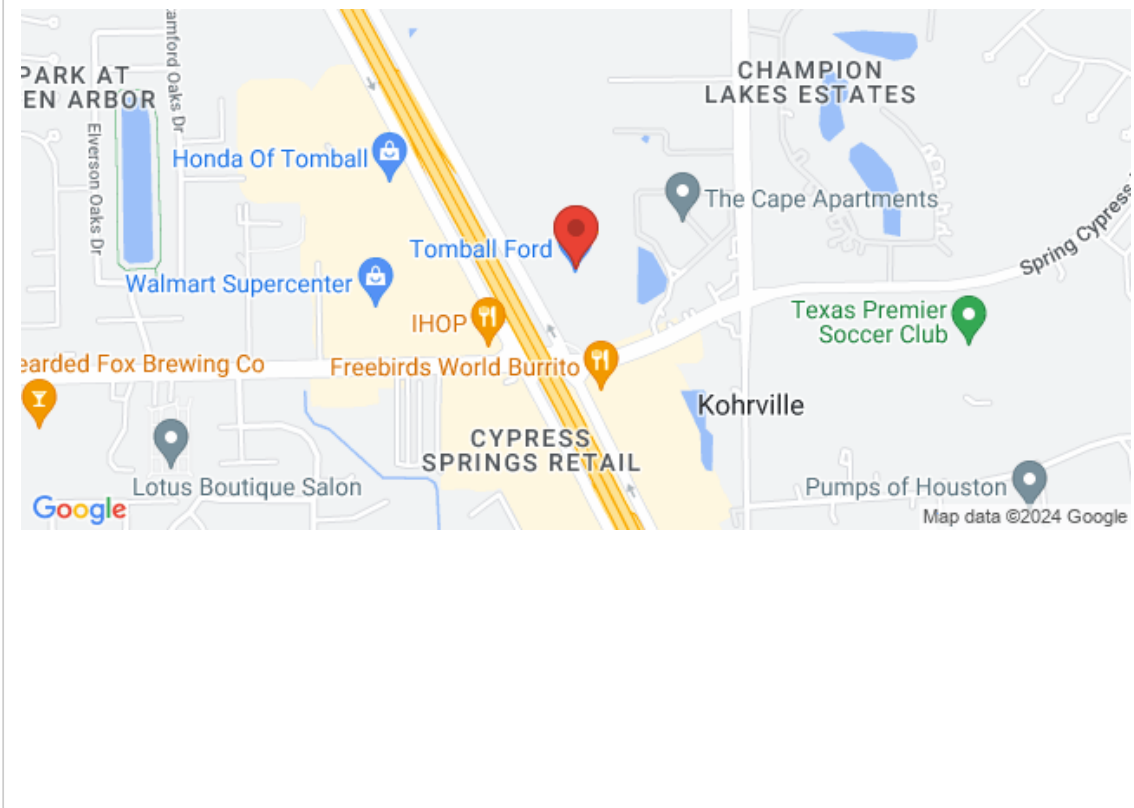 PARK AT
EN ARBOR
amford Oaks Dr
Elverson Oaks Dr
CHAMPION
LAKES ESTATES
Honda Of Tomball
The Cape Apartments
Tomball Ford
Spring Cypress
Walmart Supercenter
IHOP
Texas Premier
Soccer Club
earded Fox Brewing Co
Freebirds World Burrito
Kohrville
CYPRESS
SPRINGS RETAIL
Lotus Boutique Salon
Pumps of Houston
Google
Map data ©2024 Google